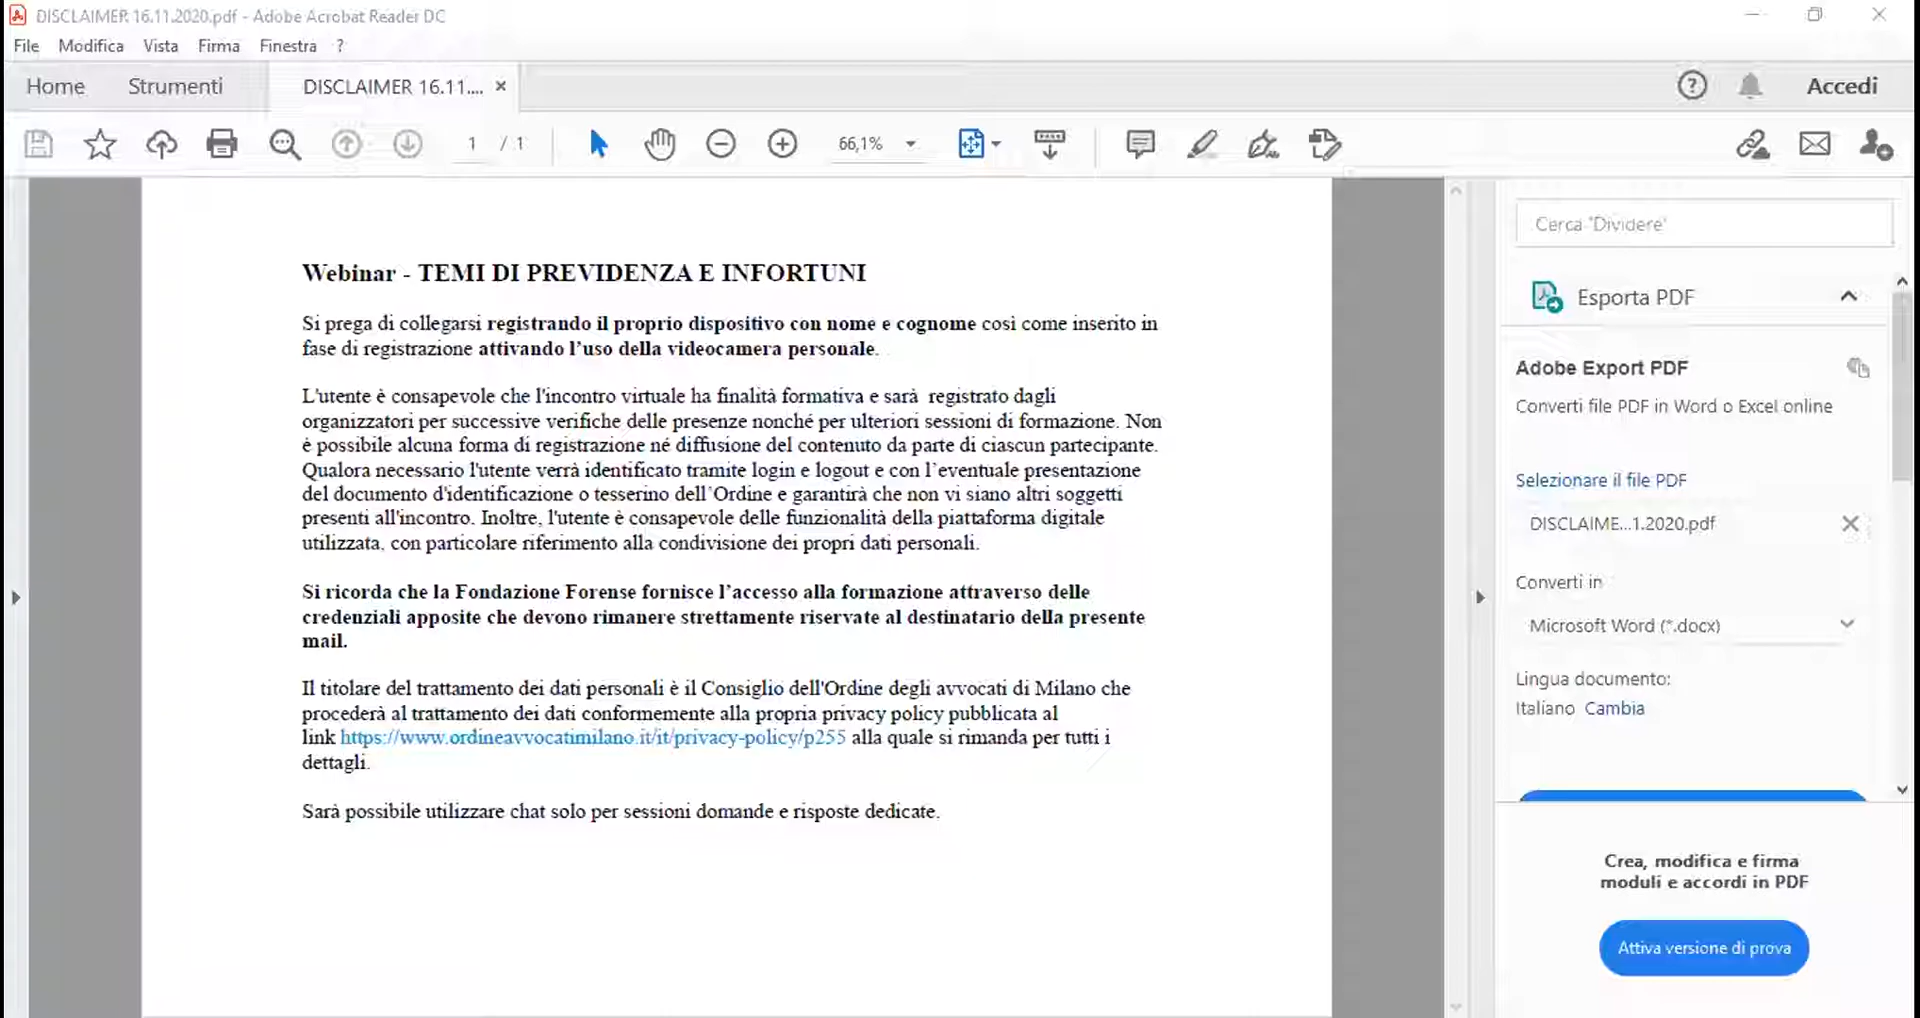 DISCLAIMER 16.11.2020.pdf - Adobe Acrobat Reader DC
File Modifica Vista Firma Finestra ?
Home Strumenti DISCLAIMER 16.11.... × Accedi
1 / 1 66,1%
Webinar - TEMI DI PREVIDENZA E INFORTUNI
Si prega di collegarsi registrando il proprio dispositivo con nome e cognome così come inserito in
fase di registrazione attivando l’uso della videocamera personale.
L'utente è consapevole che l'incontro virtuale ha finalità formativa e sarà registrato dagli
organizzatori per successive verifiche delle presenze nonché per ulteriori sessioni di formazione. Non
è possibile alcuna forma di registrazione né diffusione del contenuto da parte di ciascun partecipante.
Qualora necessario l'utente verrà identificato tramite login e logout e con l’eventuale presentazione
del documento d'identificazione o tesserino dell’Ordine e garantirà che non vi siano altri soggetti
presenti all'incontro. Inoltre, l'utente è consapevole delle funzionalità della piattaforma digitale
utilizzata, con particolare riferimento alla condivisione dei propri dati personali.
Si ricorda che la Fondazione Forense fornisce l’accesso alla formazione attraverso delle
credenziali apposite che devono rimanere strettamente riservate al destinatario della presente
mail.
Il titolare del trattamento dei dati personali è il Consiglio dell'Ordine degli avvocati di Milano che
procederà al trattamento dei dati conformemente alla propria privacy policy pubblicata al
link https://www.ordineavvocatimilano.it/it/privacy-policy/p255 alla quale si rimanda per tutti i
dettagli.
Sarà possibile utilizzare chat solo per sessioni domande e risposte dedicate.
Cerca "Dividere"
Esporta PDF
Adobe Export PDF
Converti file PDF in Word o Excel online
Selezionare il file PDF
DISCLAIME...1.2020.pdf
Converti in
Microsoft Word (*.docx)
Lingua documento:
Italiano Cambia
Crea, modifica e firma
moduli e accordi in PDF
Attiva versione di prova